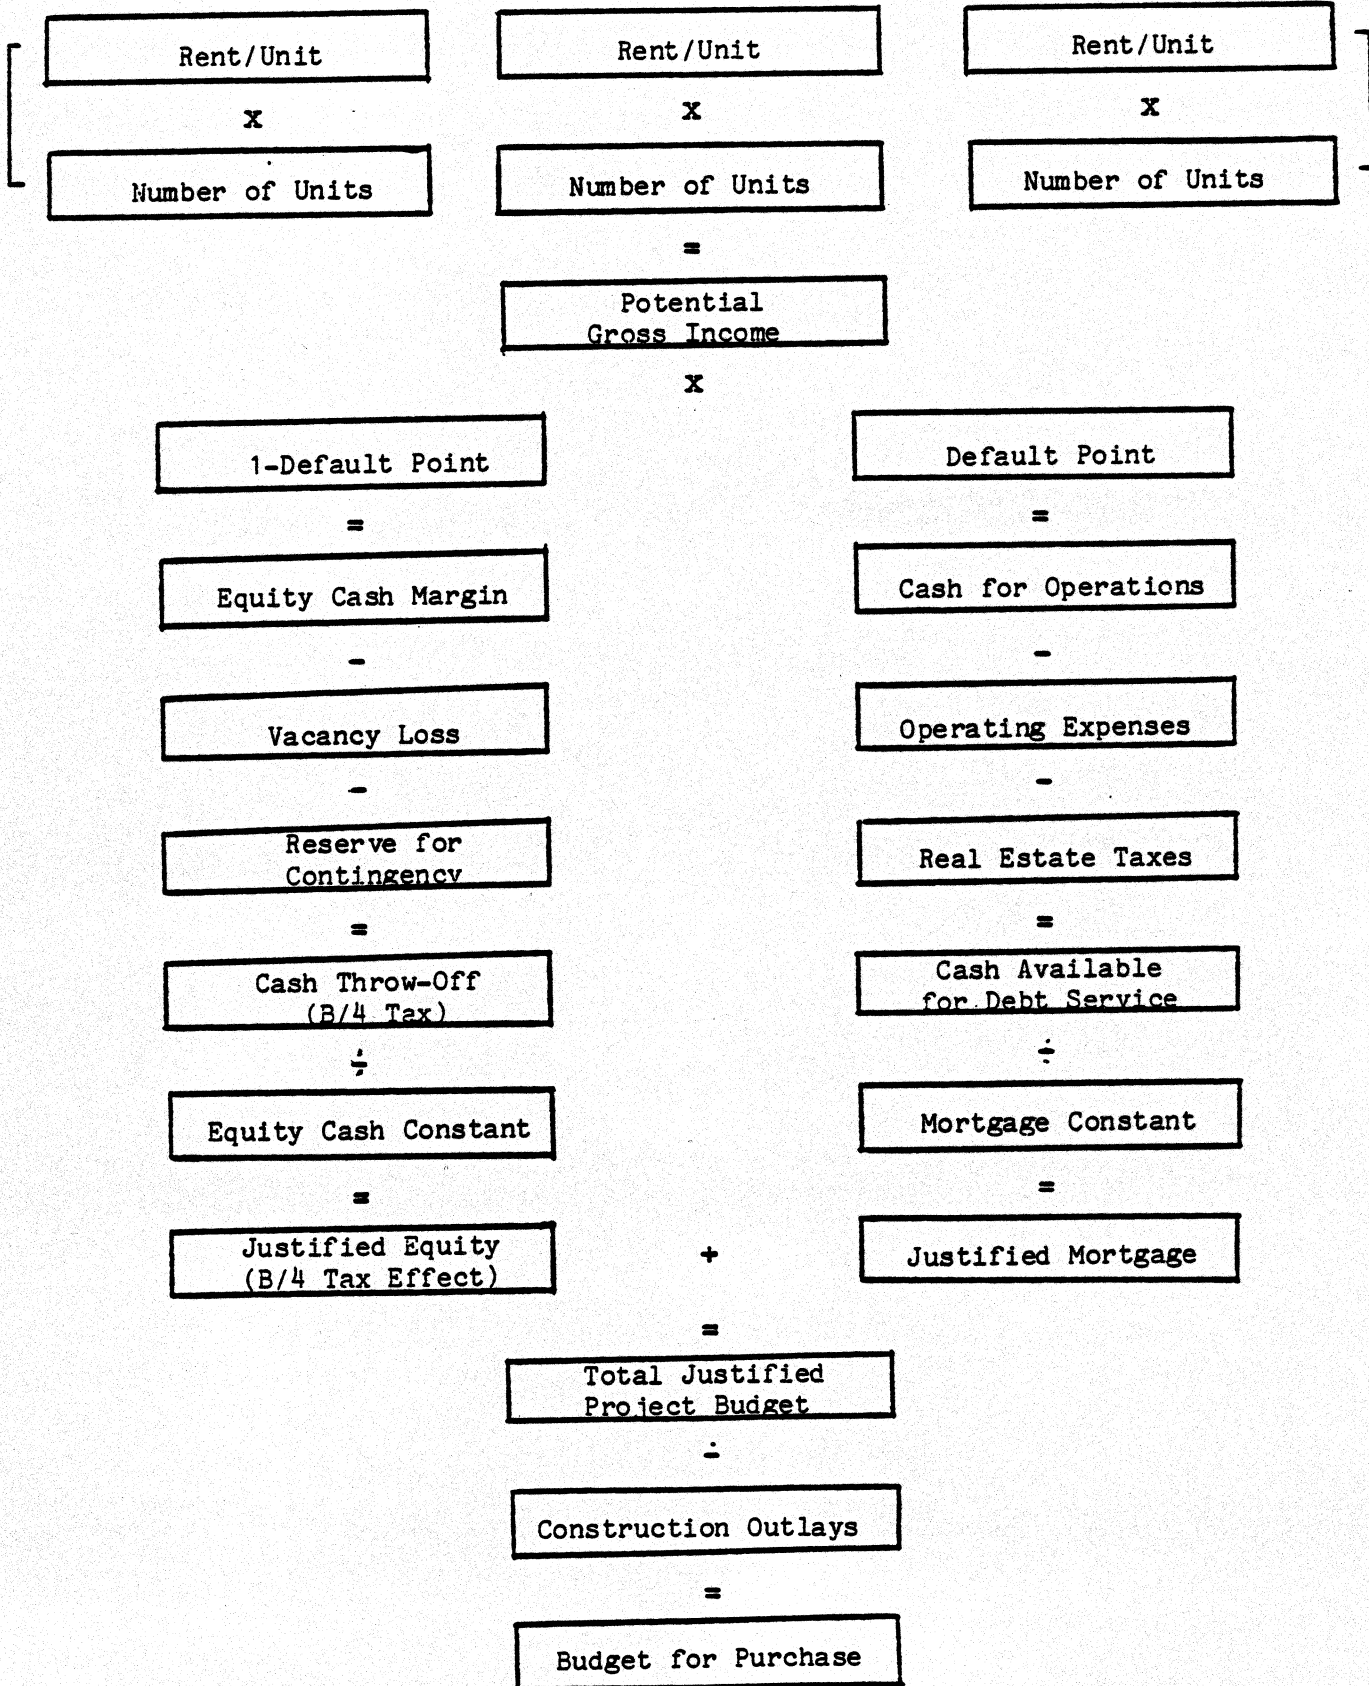 Rent/Unit
Rent/Unit
Rent/Unit
x
x
x
Number of Units
Number of Units
Number of Units
=
Potential
Gross Income
x
1-Default Point
Default Point
=
=
Equity Cash Margin
Cash for Operations
-
-
Vacancy Loss
Operating Expenses
-
-
Reserve for
Contingency
Real Estate Taxes
=
=
Cash Throw-Off
(B/4 Tax)
Cash Available
for Debt Service
÷
÷
Equity Cash Constant
Mortgage Constant
=
=
Justified Equity
(B/4 Tax Effect)
+
Justified Mortgage
=
Total Justified
Project Budget
∸
Construction Outlays
=
Budget for Purchase